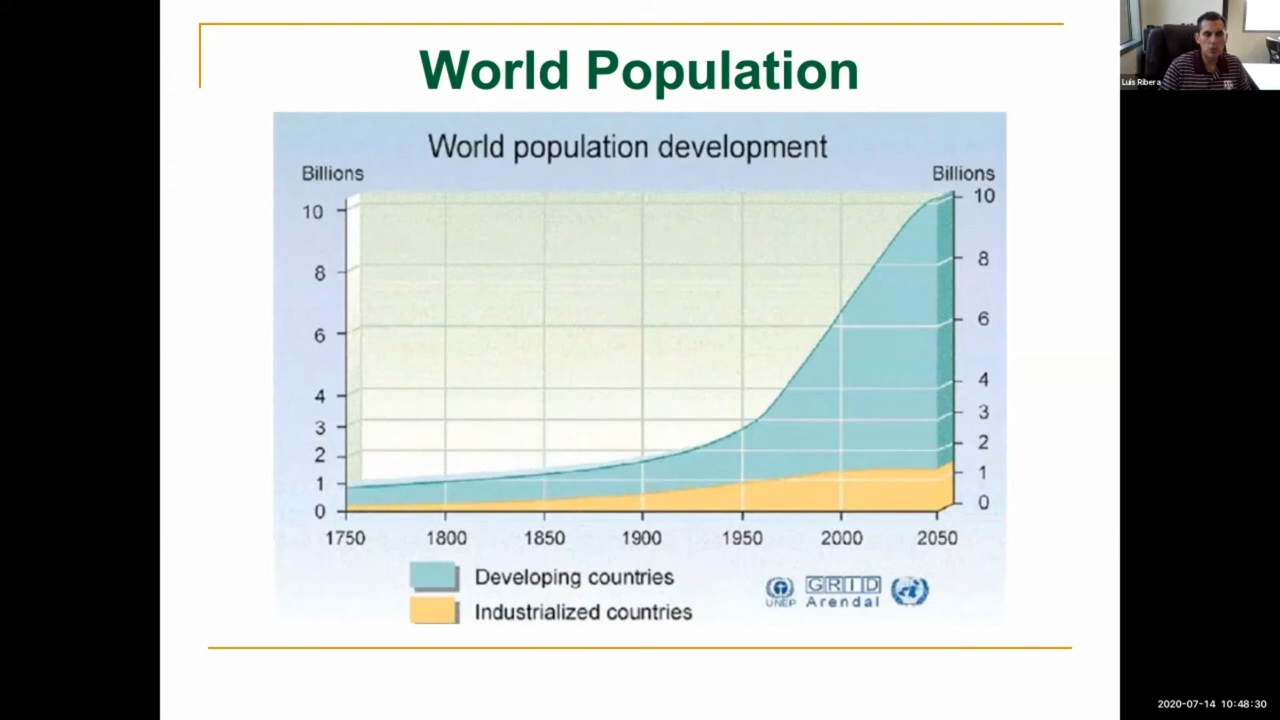 World Population
Luis Ribera
World population development
Billions
Billions
10
8
6
4
3
2
1
0
10
8
6
4
3
2
1
0
1750 1800 1850 1900 1950 2000 2050
Developing countries
Industrialized countries
UNEP
GRID
Arendal
2020-07-14 10:48:30